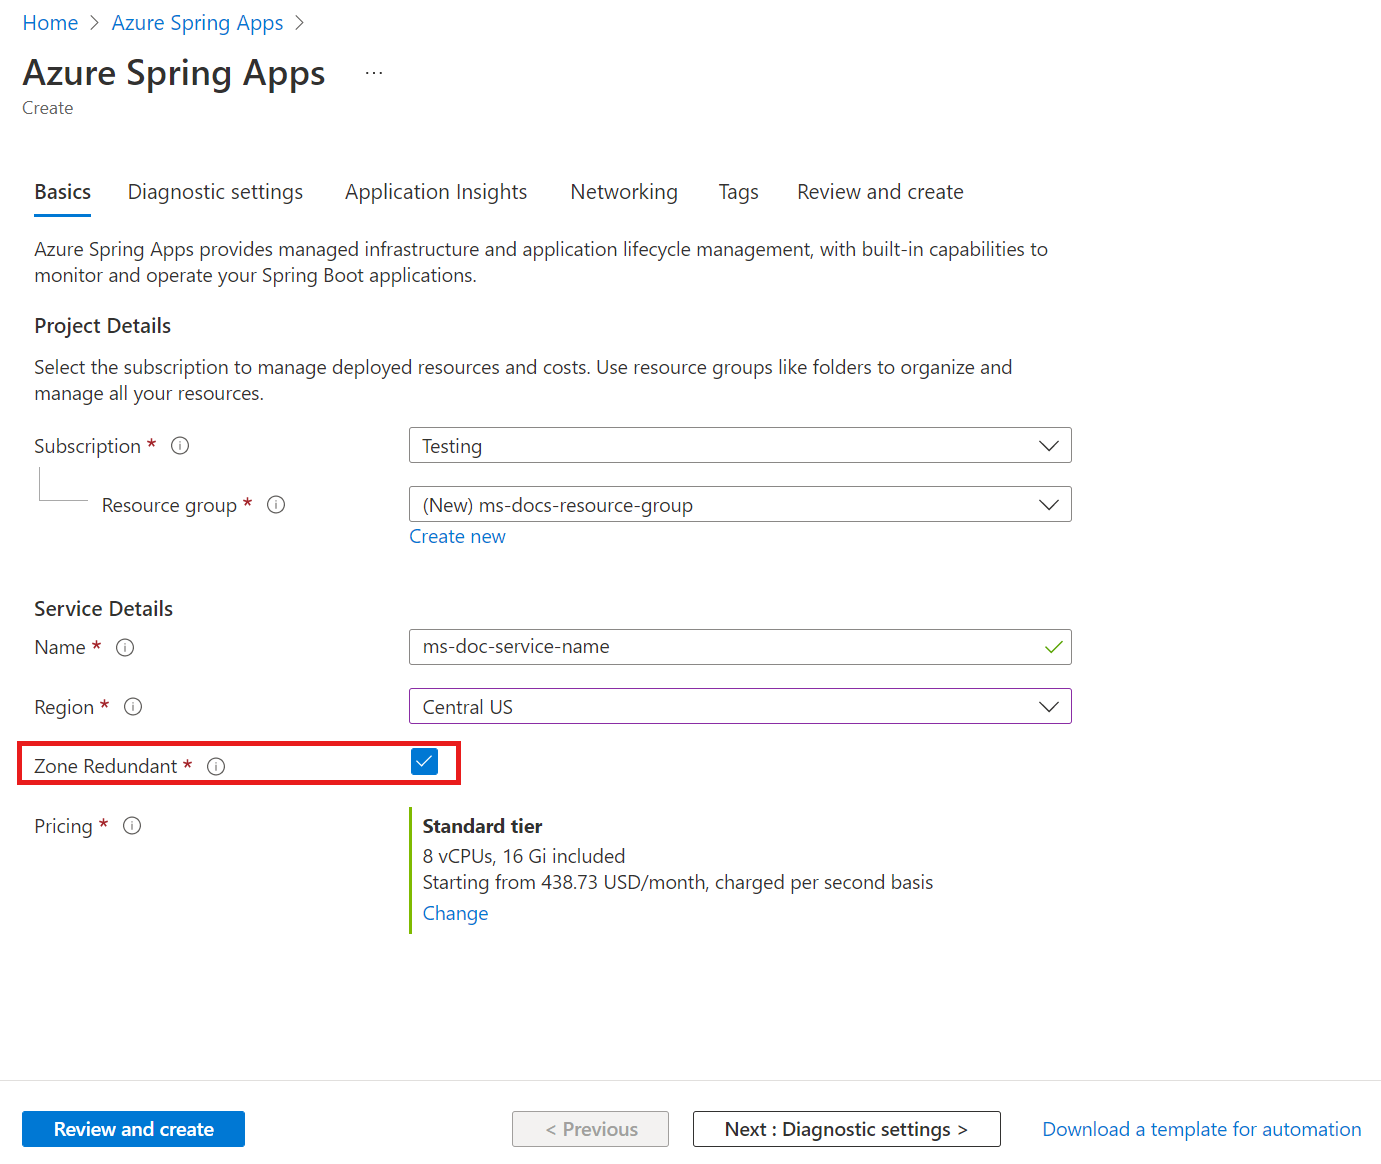 Home > Azure Spring Apps >
Azure Spring Apps ...
Create
Basics Diagnostic settings Application Insights Networking Tags Review and create
Azure Spring Apps provides managed infrastructure and application lifecycle management, with built-in capabilities to
monitor and operate your Spring Boot applications.
Project Details
Select the subscription to manage deployed resources and costs. Use resource groups like folders to organize and
manage all your resources.
Subscription * Testing
Resource group * (New) ms-docs-resource-group
Create new
Service Details
Name * ms-doc-service-name
Region * Central US
Zone Redundant *
Pricing * Standard tier
8 vCPUs, 16 Gi included
Starting from 438.73 USD/month, charged per second basis
Change
Review and create < Previous Next : Diagnostic settings > Download a template for automation